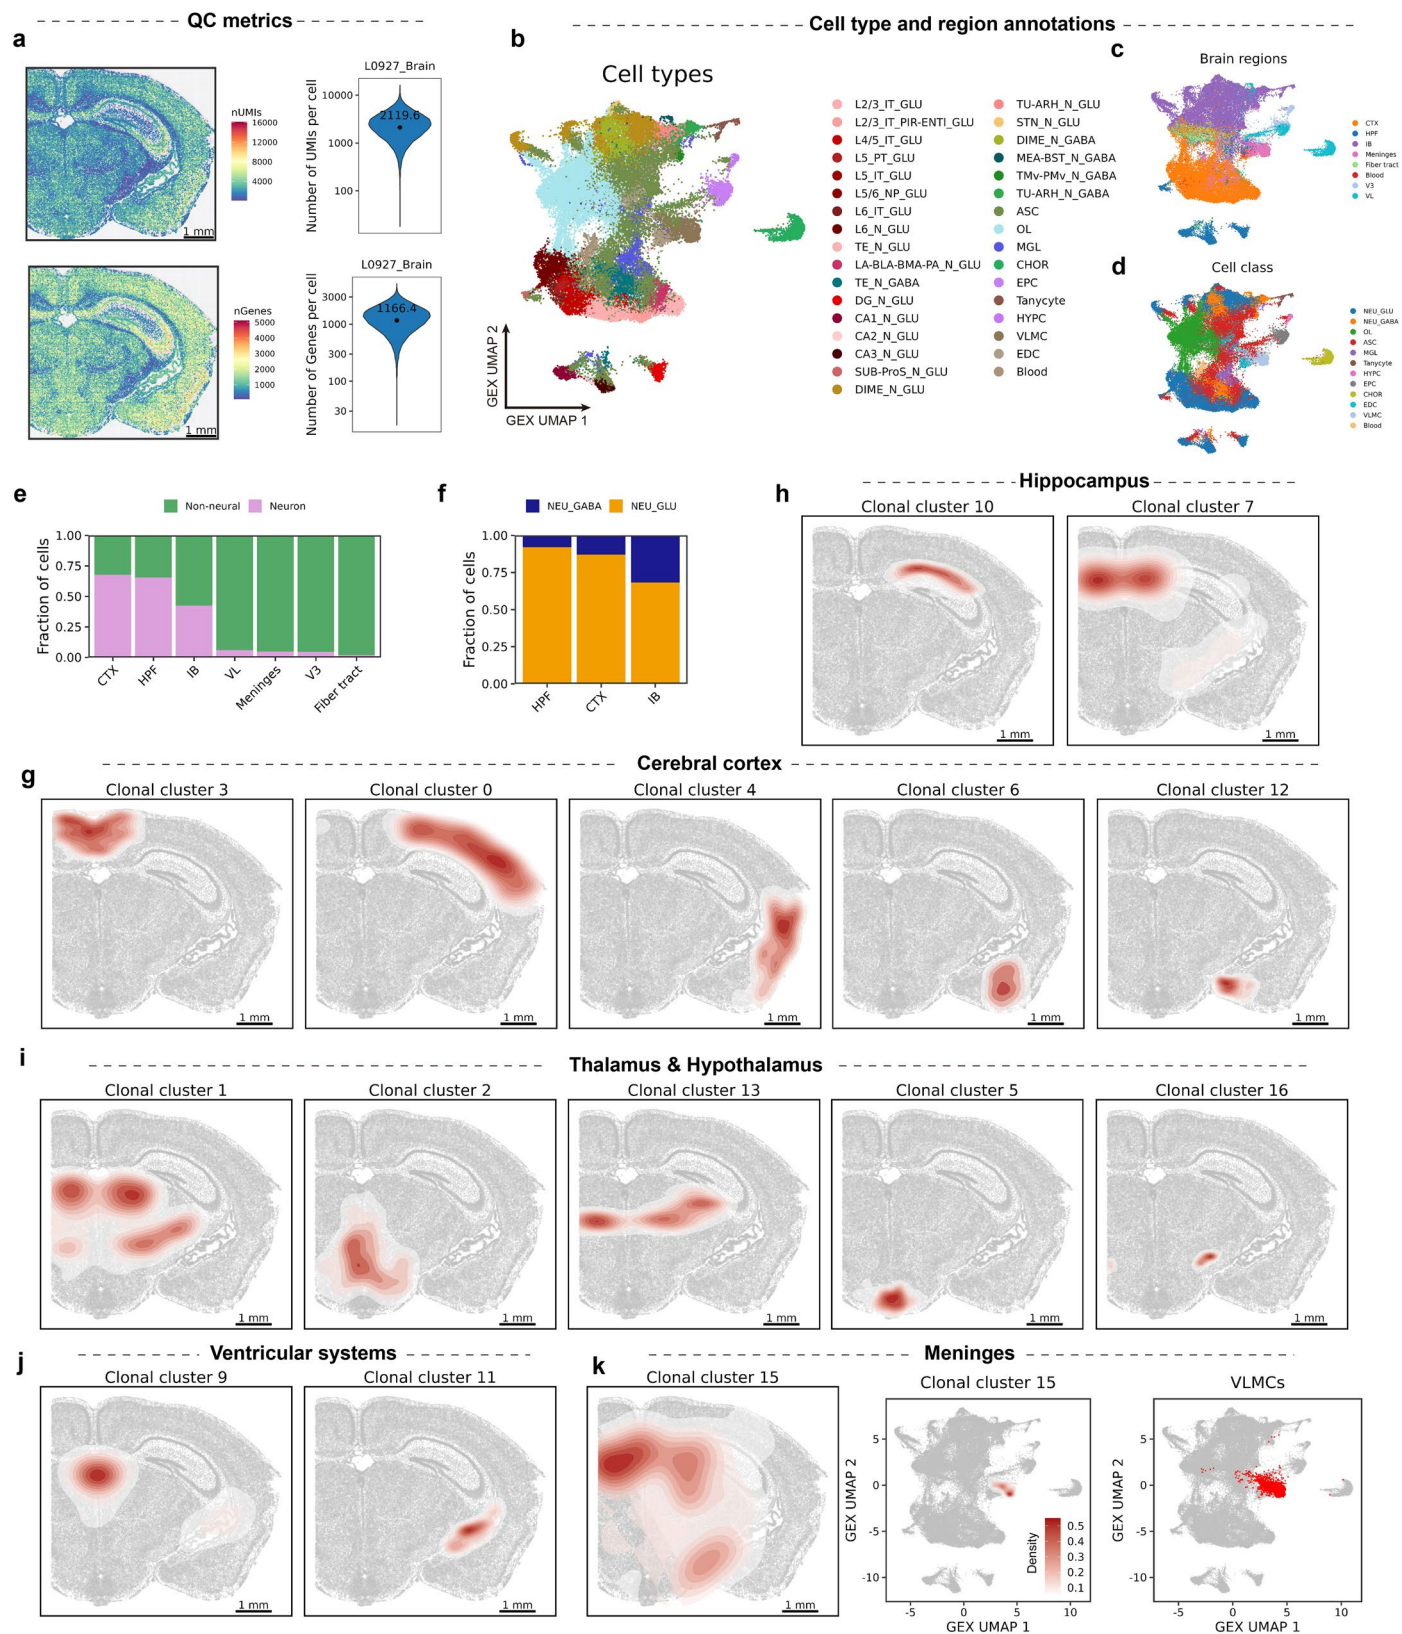 QC metrics
Cell type and region annotations
a
L0927_Brain
nUMIs
16000
12000
8000
4000
1 mm
Number of UMIs per cell
10000
1000
100
2119.6
L0927_Brain
nGenes
5000
4000
3000
2000
1000
1 mm
Number of Genes per cell
3000
1000
300
100
30
1166.4
b
Cell types
GEX UMAP 2
GEX UMAP 1
L2/3_IT_GLU
L2/3_IT_PIR-ENTI_GLU
L4/5_IT_GLU
L5_PT_GLU
L5_IT_GLU
L5/6_NP_GLU
L6_IT_GLU
L6_N_GLU
TE_N_GLU
LA-BLA-BMA-PA_N_GLU
TE_N_GABA
DG_N_GLU
CA1_N_GLU
CA2_N_GLU
CA3_N_GLU
SUB-ProS_N_GLU
DIME_N_GLU
TU-ARH_N_GLU
STN_N_GLU
DIME_N_GABA
MEA-BST_N_GABA
TMv-PMv_N_GABA
TU-ARH_N_GABA
ASC
OL
MGL
CHOR
EPC
Tanycyte
HYPC
VLMC
EDC
Blood
c
Brain regions
CTX
HPF
IB
Meninges
Fiber tract
Blood
V3
VL
d
Cell class
NEU_GLU
NEU_GABA
OL
ASC
MGL
Tanycyte
HYPC
EPC
CHOR
EDC
VLMC
Blood
e
Non-neural
Neuron
Fraction of cells
1.00
0.75
0.50
0.25
0.00
CTX
HPF
IB
VL
Meninges
V3
Fiber tract
f
NEU_GABA
NEU_GLU
Fraction of cells
1.00
0.75
0.50
0.25
0.00
HPF
CTX
IB
h
Hippocampus
Clonal cluster 10
1 mm
Clonal cluster 7
1 mm
g
Cerebral cortex
Clonal cluster 3
1 mm
Clonal cluster 0
1 mm
Clonal cluster 4
1 mm
Clonal cluster 6
1 mm
Clonal cluster 12
1 mm
i
Thalamus & Hypothalamus
Clonal cluster 1
1 mm
Clonal cluster 2
1 mm
Clonal cluster 13
1 mm
Clonal cluster 5
1 mm
Clonal cluster 16
1 mm
j
Ventricular systems
Clonal cluster 9
1 mm
Clonal cluster 11
1 mm
k
Meninges
Clonal cluster 15
1 mm
Clonal cluster 15
GEX UMAP 2
5
0
-5
-10
-5
0
5
10
GEX UMAP 1
Density
0.5
0.4
0.3
0.2
0.1
VLMCs
GEX UMAP 2
5
0
-5
-10
-5
0
5
10
GEX UMAP 1